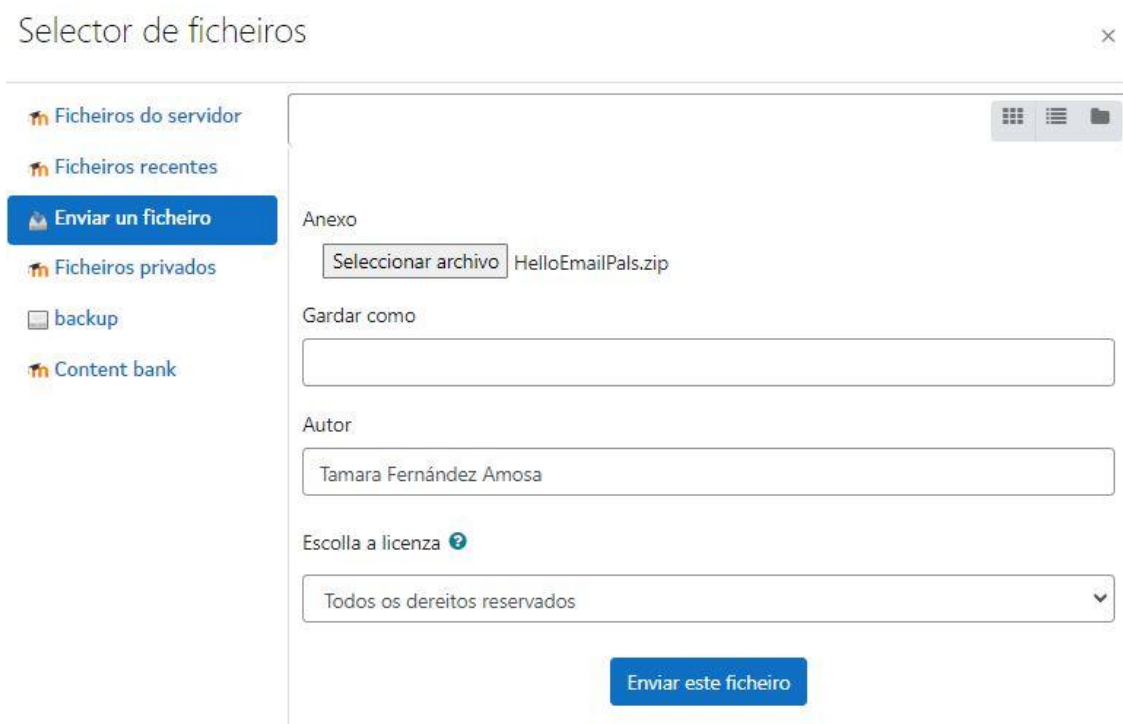 Selector de ficheiros
×
Ficheiros do servidor
Ficheiros recentes
Enviar un ficheiro
Ficheiros privados
backup
Content bank
Anexo
Seleccionar archivo HelloEmailPals.zip
Gardar como
Autor
Tamara Fernández Amosa
Escolla a licenza
Todos os dereitos reservados
Enviar este ficheiro